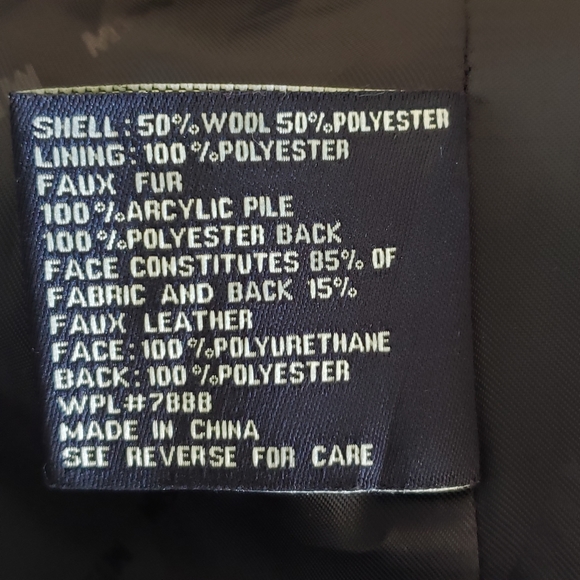 SHELL: 50% WOOL 50% POLYESTER
LINING: 100% POLYESTER
FAUX FUR
100% ARCYLIC PILE
100% POLYESTER BACK
FACE CONSTITUTES 85% OF
FABRIC AND BACK 15%
FAUX LEATHER
FACE: 100% POLYURETHANE
BACK: 100% POLYESTER
WPL#7888
MADE IN CHINA
SEE REVERSE FOR CARE